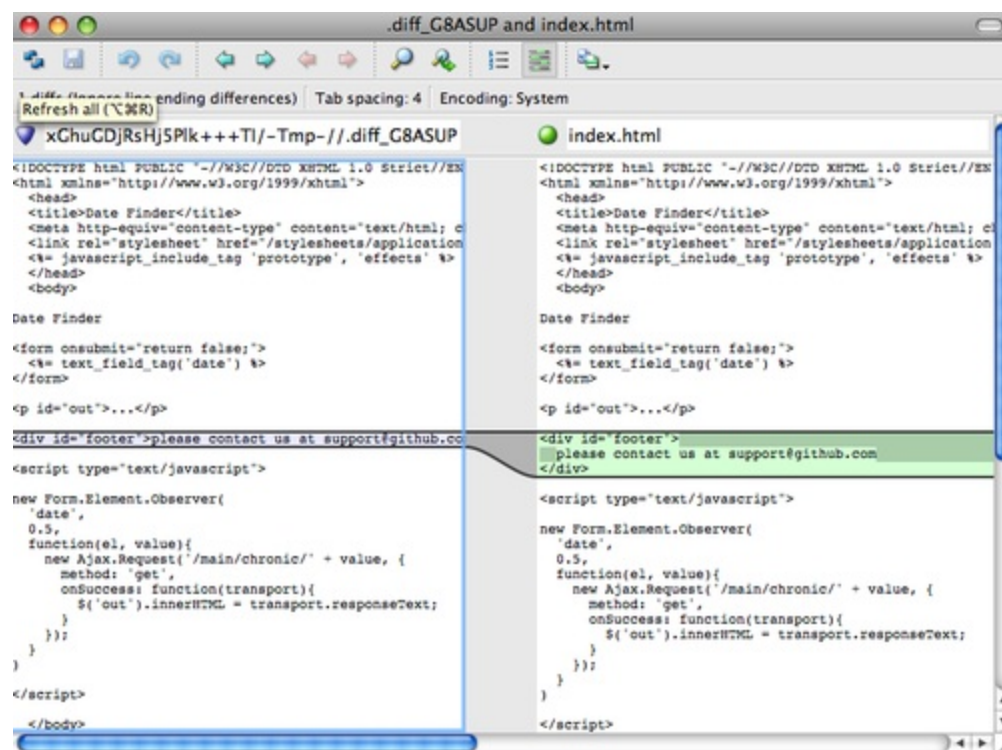 .diff_G8ASUP and index.html
ending differences) Tab spacing: 4 Encoding: System
Refresh all (⌥⌘R)
xGhuGDjRsHj5Plk+++TI/-Tmp-//.diff_G8ASUP
<!DOCTYPE html PUBLIC "-//W3C//DTD XHTML 1.0 Strict//EN
<html xmlns="http://www.w3.org/1999/xhtml">
<head>
<title>Date Finder</title>
<meta http-equiv="content-type" content="text/html; c
<link rel="stylesheet" href="/stylesheets/application
<%= javascript_include_tag 'prototype', 'effects' %>
</head>
<body>
Date Finder
<form onsubmit="return false;">
<%= text_field_tag('date') %>
</form>
<p id="out">...</p>
<div id="footer">please contact us at support@github.co
<script type="text/javascript">
new Form.Element.Observer(
'date',
0.5,
function(el, value){
new Ajax.Request('/main/chronic/' + value, {
method: 'get',
onSuccess: function(transport){
$('out').innerHTML = transport.responseText;
}
});
}
)
</script>
</body>
index.html
<!DOCTYPE html PUBLIC "-//W3C//DTD XHTML 1.0 Strict//EN
<html xmlns="http://www.w3.org/1999/xhtml">
<head>
<title>Date Finder</title>
<meta http-equiv="content-type" content="text/html; c
<link rel="stylesheet" href="/stylesheets/application
<%= javascript_include_tag 'prototype', 'effects' %>
</head>
<body>
Date Finder
<form onsubmit="return false;">
<%= text_field_tag('date') %>
</form>
<p id="out">...</p>
<div id="footer">
please contact us at support@github.com
</div>
<script type="text/javascript">
new Form.Element.Observer(
'date',
0.5,
function(el, value){
new Ajax.Request('/main/chronic/' + value, {
method: 'get',
onSuccess: function(transport){
$('out').innerHTML = transport.responseText;
}
});
}
)
</script>